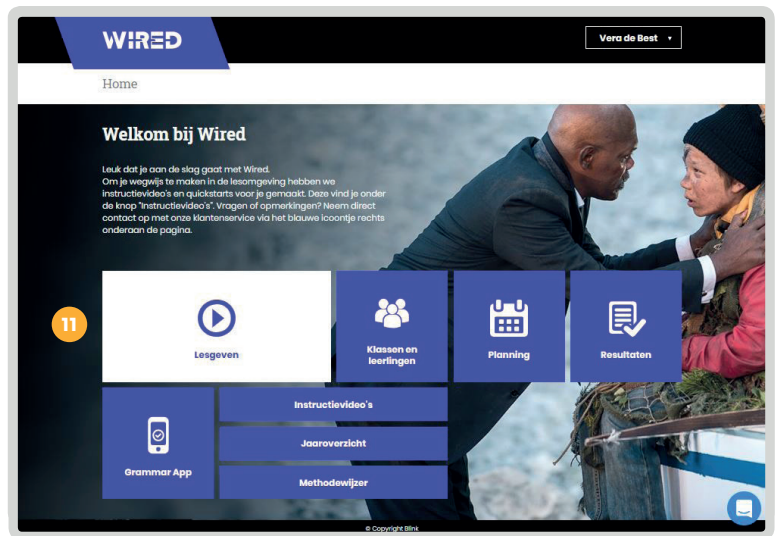 WIRED
Vera de Best
Home
Welkom bij Wired
Leuk dat je aan de slag gaat met Wired.
Om je wegwijs te maken in de lesomgeving hebben we
instructievideo's en quickstarts voor je gemaakt. Deze vind je onder
de knop "Instructievideo's". Vragen of opmerkingen? Neem direct
contact op met onze klantenservice via het blauwe icoontje rechts
onderaan de pagina.
11
Lesgeven
Klassen en
leerlingen
Planning
Resultaten
Grammar App
Instructievideo's
Jaaroverzicht
Methodewijzer
© Copyright Blink